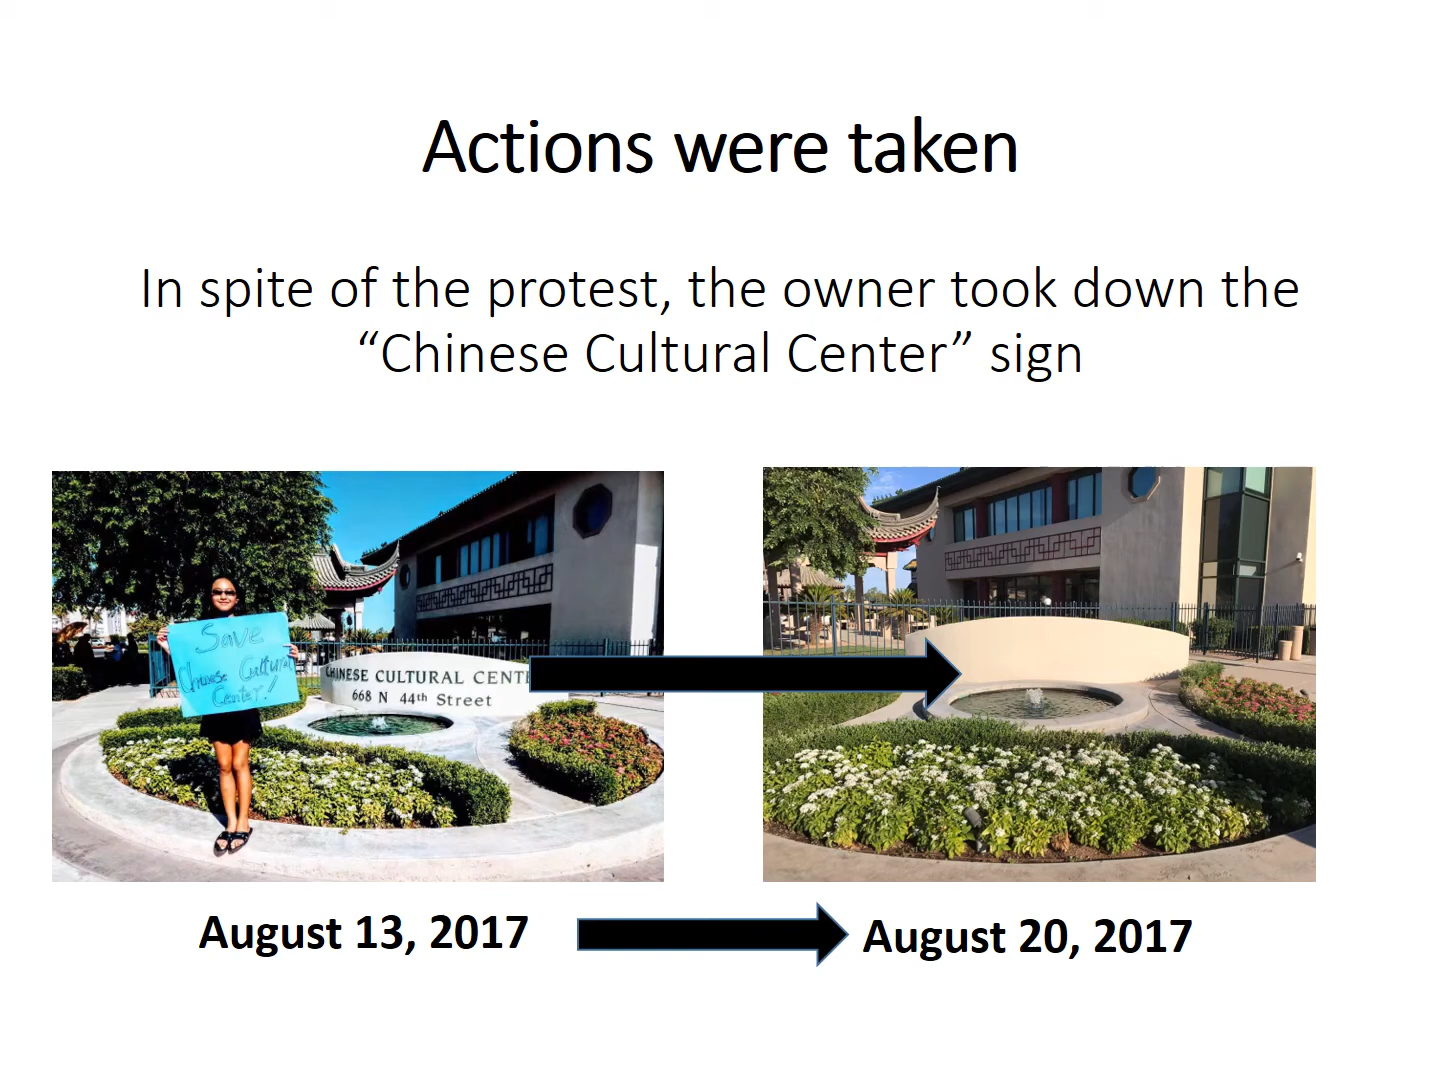 Actions were taken
In spite of the protest, the owner took down the
“Chinese Cultural Center” sign
Save
Chinese Cultural
Center!
CHINESE CULTURAL CENTE
668 N 44th Street
August 13, 2017
August 20, 2017